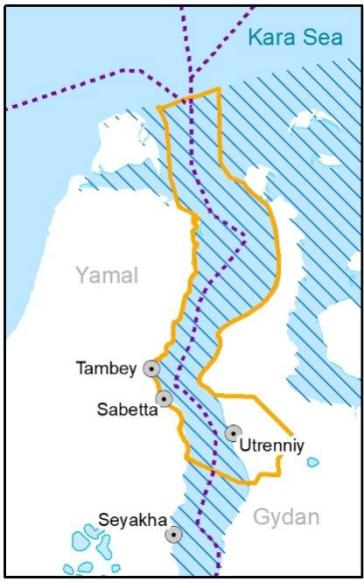 Kara Sea
Yamal
Tambey
Sabetta
Utrenniy
Seyakha
Gydan